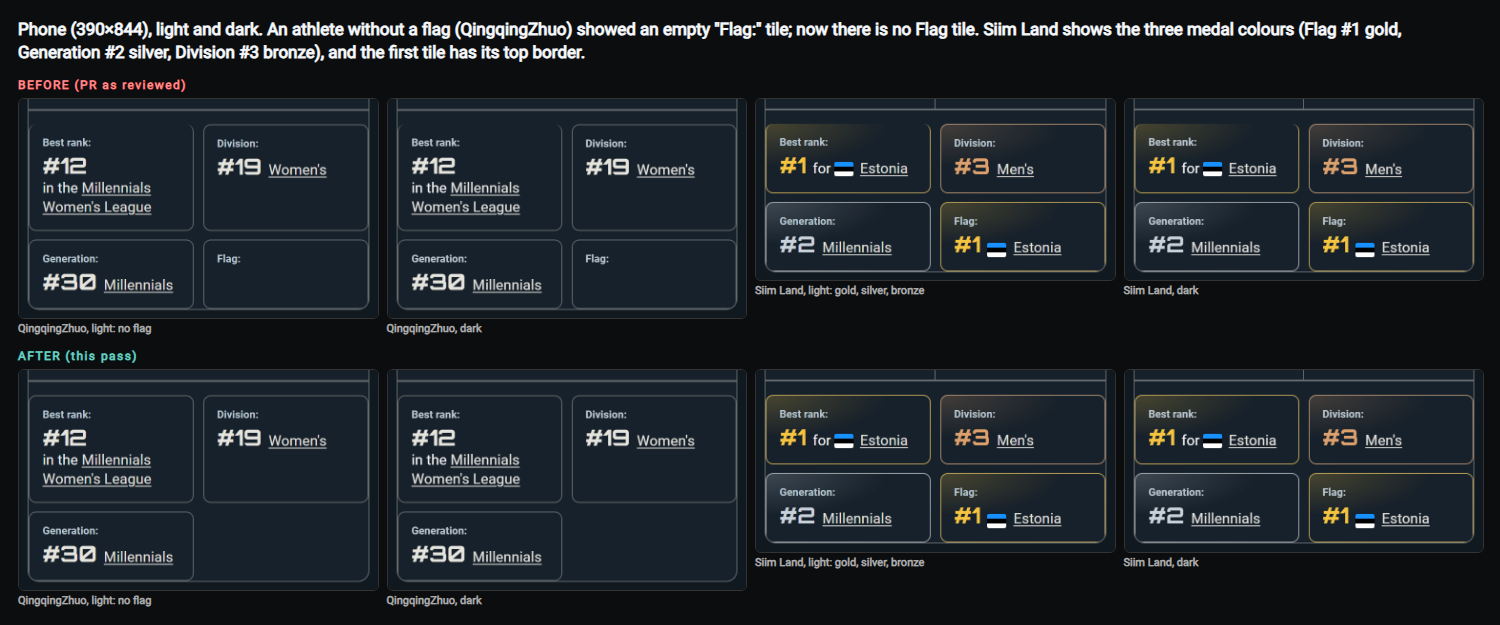 Phone (390×844), light and dark. An athlete without a flag (QingqingZhuo) showed an empty "Flag:" tile; now there is no Flag tile. Siim Land shows the three medal colours (Flag #1 gold,
Generation #2 silver, Division #3 bronze), and the first tile has its top border.
BEFORE (PR as reviewed)
Best rank:
#12
in the Millennials
Women's League
Division:
#19 Women's
Generation:
#30 Millennials
Flag:
QingqingZhuo, light: no flag
Best rank:
#12
in the Millennials
Women's League
Division:
#19 Women's
Generation:
#30 Millennials
Flag:
QingqingZhuo, dark
Best rank:
#1 for Estonia
Division:
#3 Men's
Generation:
#2 Millennials
Flag:
#1 Estonia
Siim Land, light: gold, silver, bronze
Best rank:
#1 for Estonia
Division:
#3 Men's
Generation:
#2 Millennials
Flag:
#1 Estonia
Siim Land, dark
AFTER (this pass)
Best rank:
#12
in the Millennials
Women's League
Division:
#19 Women's
Generation:
#30 Millennials
QingqingZhuo, light: no flag
Best rank:
#12
in the Millennials
Women's League
Division:
#19 Women's
Generation:
#30 Millennials
QingqingZhuo, dark
Best rank:
#1 for Estonia
Division:
#3 Men's
Generation:
#2 Millennials
Flag:
#1 Estonia
Siim Land, light: gold, silver, bronze
Best rank:
#1 for Estonia
Division:
#3 Men's
Generation:
#2 Millennials
Flag:
#1 Estonia
Siim Land, dark